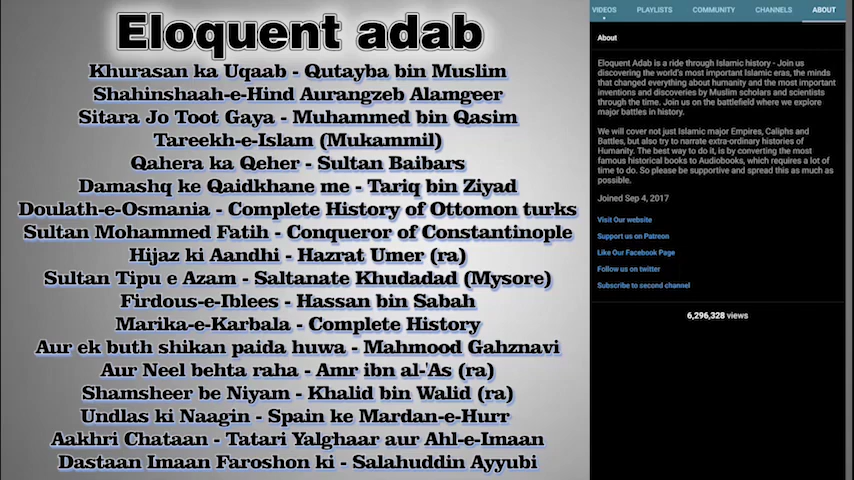 Eloquent adab
Khurasan ka Uqaab - Qutayba bin Muslim
Shahinshaah-e-Hind Aurangzeb Alamgeer
Sitara Jo Toot Gaya - Muhammed bin Qasim
Tareekh-e-Islam (Mukammil)
Qahera ka Qeher - Sultan Baibars
Damashq ke Qaidkhane me - Tariq bin Ziyad
Doulath-e-Osmania - Complete History of Ottomon turks
Sultan Mohammed Fatih - Conqueror of Constantinople
Hijaz ki Aandhi - Hazrat Umer (ra)
Sultan Tipu e Azam - Saltanate Khudadad (Mysore)
Firdous-e-Iblees - Hassan bin Sabah
Marika-e-Karbala - Complete History
Aur ek buth shikan paida huwa - Mahmood Gahznavi
Aur Neel behta raha - Amr ibn al-'As (ra)
Shamsheer be Niyam - Khalid bin Walid (ra)
Undlas ki Naagin - Spain ke Mardan-e-Hurr
Aakhri Chataan - Tatari Yalghaar aur Ahl-e-Imaan
Dastaan Imaan Faroshon ki - Salahuddin Ayyubi
VIDEOS PLAYLISTS COMMUNITY CHANNELS ABOUT
About
Eloquent Adab is a ride through Islamic history - Join us
discovering the world's most important Islamic eras, the minds
that changed everything about humanity and the most important
inventions and discoveries by Muslim scholars and scientists
through the time. Join us on the battlefield where we explore
major battles in history.
We will cover not just Islamic major Empires, Caliphs and
Battles, but also try to narrate extra-ordinary histories of
Humanity. The best way to do it, is by converting the most
famous historical books to Audiobooks, which requires a lot of
time to do. So please be supportive and spread this as much as
possible.
Joined Sep 4, 2017
Visit Our website
Support us on Patreon
Like Our Facebook Page
Follow us on twitter
Subscribe to second channel
6,296,328 views